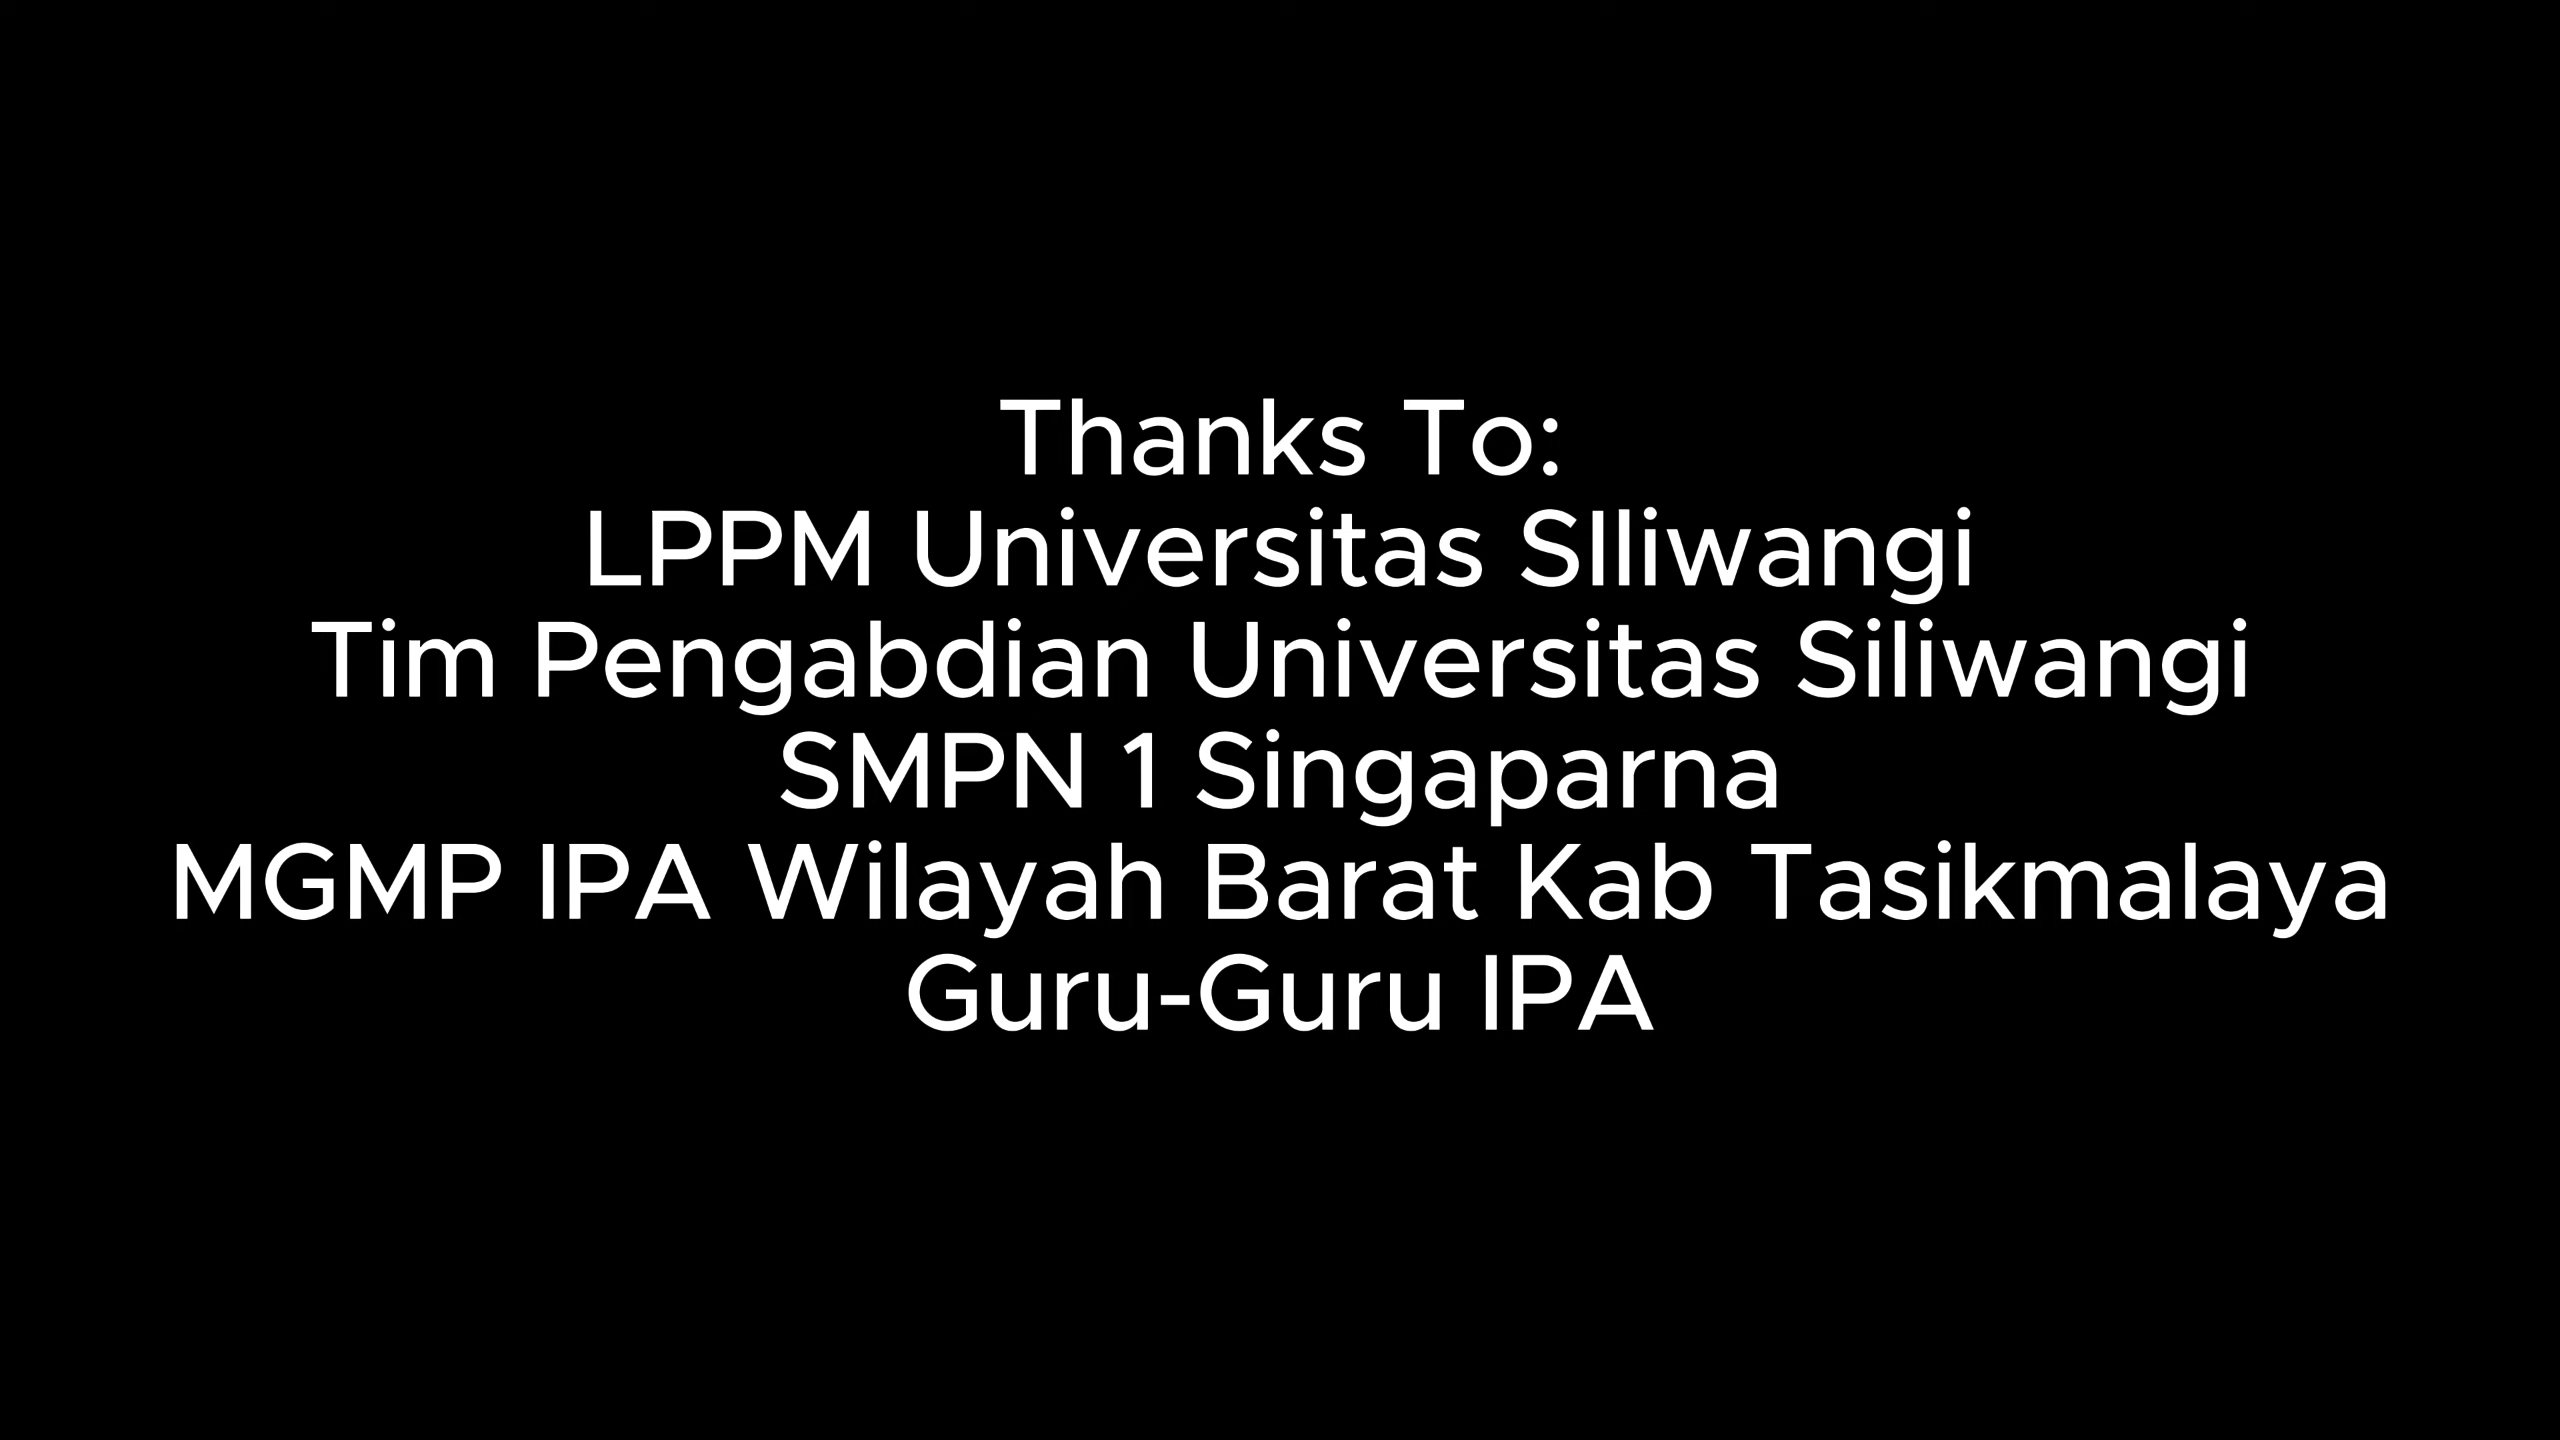 Thanks To:
LPPM Universitas SIliwangi
Tim Pengabdian Universitas Siliwangi
SMPN 1 Singaparna
MGMP IPA Wilayah Barat Kab Tasikmalaya
Guru-Guru IPA